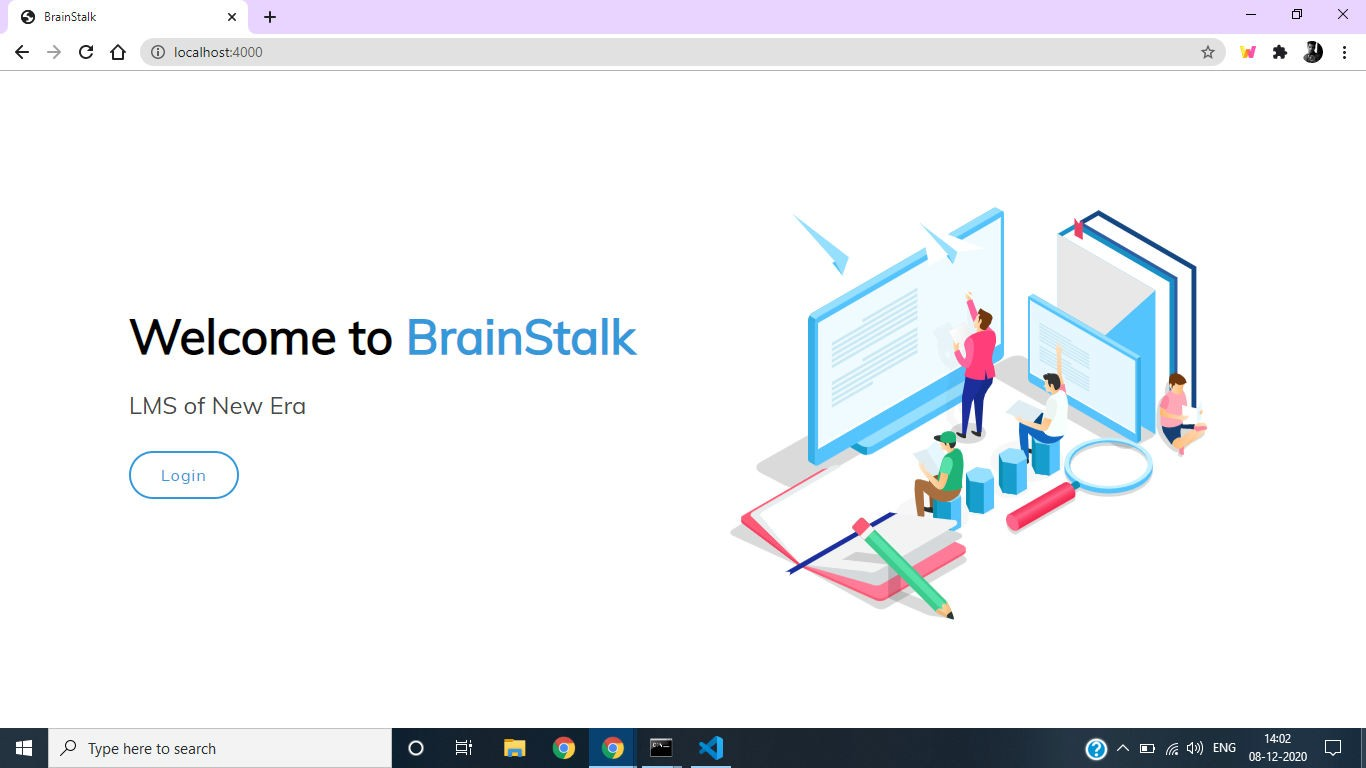 BrainStalk
localhost:4000
Welcome to BrainStalk
LMS of New Era
Login
Type here to search
ENG
14:02
08-12-2020